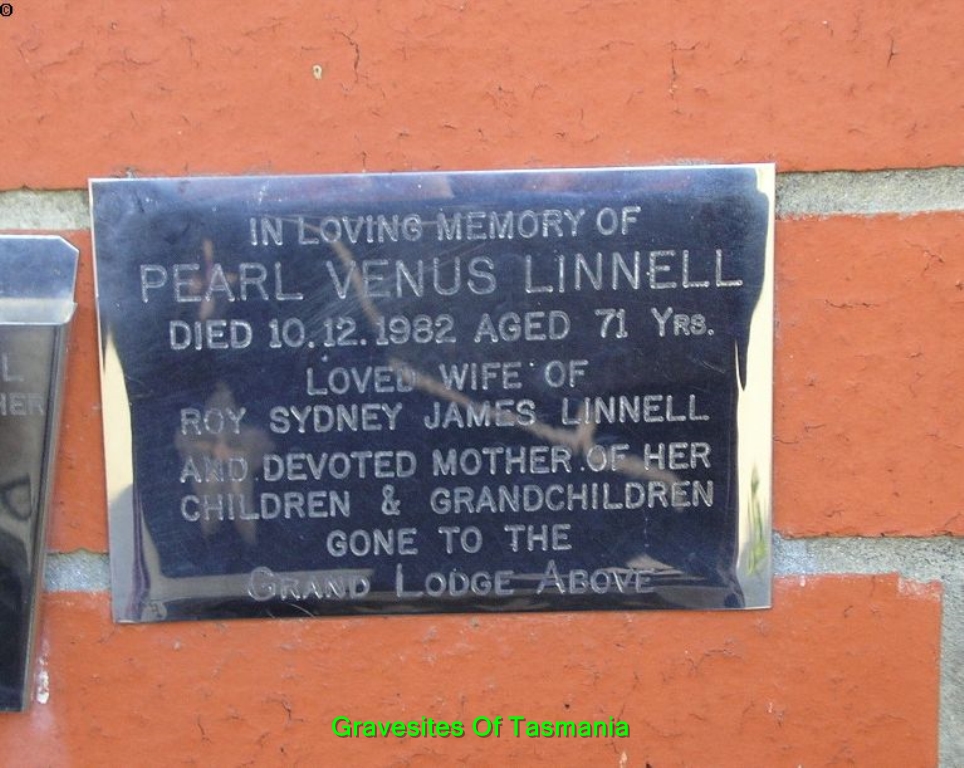 ©
IN LOVING MEMORY OF
PEARL VENUS LINNELL
DIED 10.12.1982 AGED 71 YRS.
LOVED WIFE OF
ROY SYDNEY JAMES LINNELL
AND DEVOTED MOTHER OF HER
CHILDREN & GRANDCHILDREN
GONE TO THE
GRAND LODGE ABOVE
Gravesites Of Tasmania